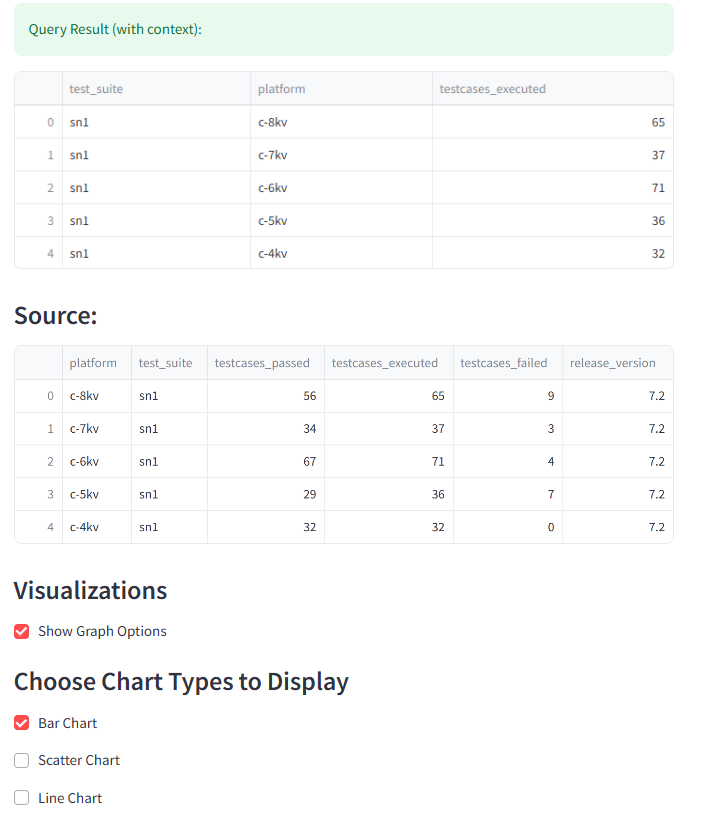 Query Result (with context):
test_suite platform testcases_executed
0 sn1 c-8kv 65
1 sn1 c-7kv 37
2 sn1 c-6kv 71
3 sn1 c-5kv 36
4 sn1 c-4kv 32
Source:
platform test_suite testcases_passed testcases_executed testcases_failed release_version
0 c-8kv sn1 56 65 9 7.2
1 c-7kv sn1 34 37 3 7.2
2 c-6kv sn1 67 71 4 7.2
3 c-5kv sn1 29 36 7 7.2
4 c-4kv sn1 32 32 0 7.2
Visualizations
Show Graph Options
Choose Chart Types to Display
Bar Chart
Scatter Chart
Line Chart